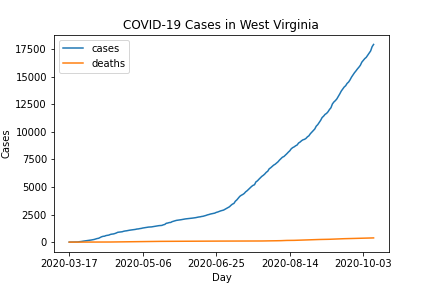 COVID-19 Cases in West Virginia
cases
deaths
17500
15000
12500
10000
7500
5000
2500
0
Cases
2020-03-17 2020-05-06 2020-06-25 2020-08-14 2020-10-03
Day